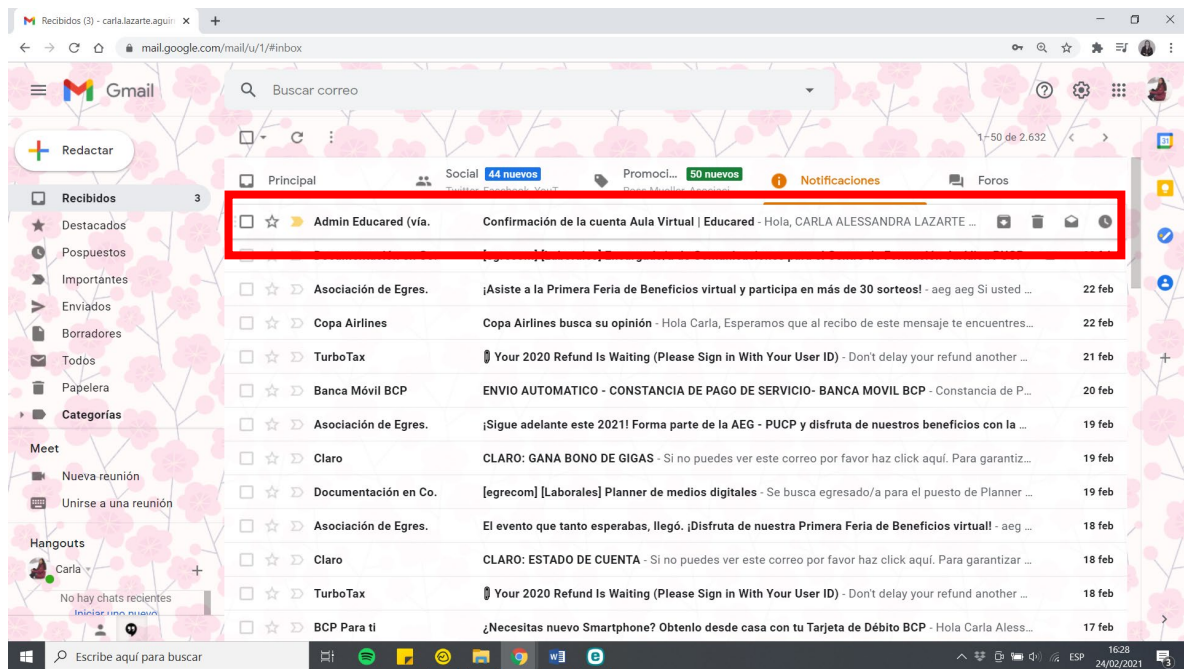 Recibidos (3) - carla.lazarte.aguin
mail.google.com/mail/u/1/#inbox
Gmail
Buscar correo
Redactar
1–50 de 2.632
31
Principal
Social 44 nuevos
Promoci... 50 nuevos
Notificaciones
Foros
Recibidos 3
Destacados
Pospuestos
Importantes
Enviados
Borradores
Todos
Papelera
Categorías
Meet
Nueva reunión
Unirse a una reunión
Hangouts
Carla
No hay chats recientes
Iniciar uno nuevo
Admin Educared (vía. Confirmación de la cuenta Aula Virtual | Educared - Hola, CARLA ALESSANDRA LAZARTE ...
Asociación de Egres. ¡Asiste a la Primera Feria de Beneficios virtual y participa en más de 30 sorteos! - aeg aeg Si usted ... 22 feb
Copa Airlines Copa Airlines busca su opinión - Hola Carla, Esperamos que al recibo de este mensaje te encuentres... 22 feb
TurboTax Your 2020 Refund Is Waiting (Please Sign in With Your User ID) - Don't delay your refund another ... 21 feb
Banca Móvil BCP ENVIO AUTOMATICO - CONSTANCIA DE PAGO DE SERVICIO- BANCA MOVIL BCP - Constancia de P... 20 feb
Asociación de Egres. ¡Sigue adelante este 2021! Forma parte de la AEG - PUCP y disfruta de nuestros beneficios con la ... 19 feb
Claro CLARO: GANA BONO DE GIGAS - Si no puedes ver este correo por favor haz click aquí. Para garantiz... 19 feb
Documentación en Co. [egrecom] [Laborales] Planner de medios digitales - Se busca egresado/a para el puesto de Planner ... 19 feb
Asociación de Egres. El evento que tanto esperabas, llegó. ¡Disfruta de nuestra Primera Feria de Beneficios virtual! - aeg ... 18 feb
Claro CLARO: ESTADO DE CUENTA - Si no puedes ver este correo por favor haz click aquí. Para garantizar ... 18 feb
TurboTax Your 2020 Refund Is Waiting (Please Sign in With Your User ID) - Don't delay your refund another ... 18 feb
BCP Para ti ¿Necesitas nuevo Smartphone? Obtenlo desde casa con tu Tarjeta de Débito BCP - Hola Carla Aless... 17 feb
Escribe aquí para buscar
ESP
16:28
24/02/2021